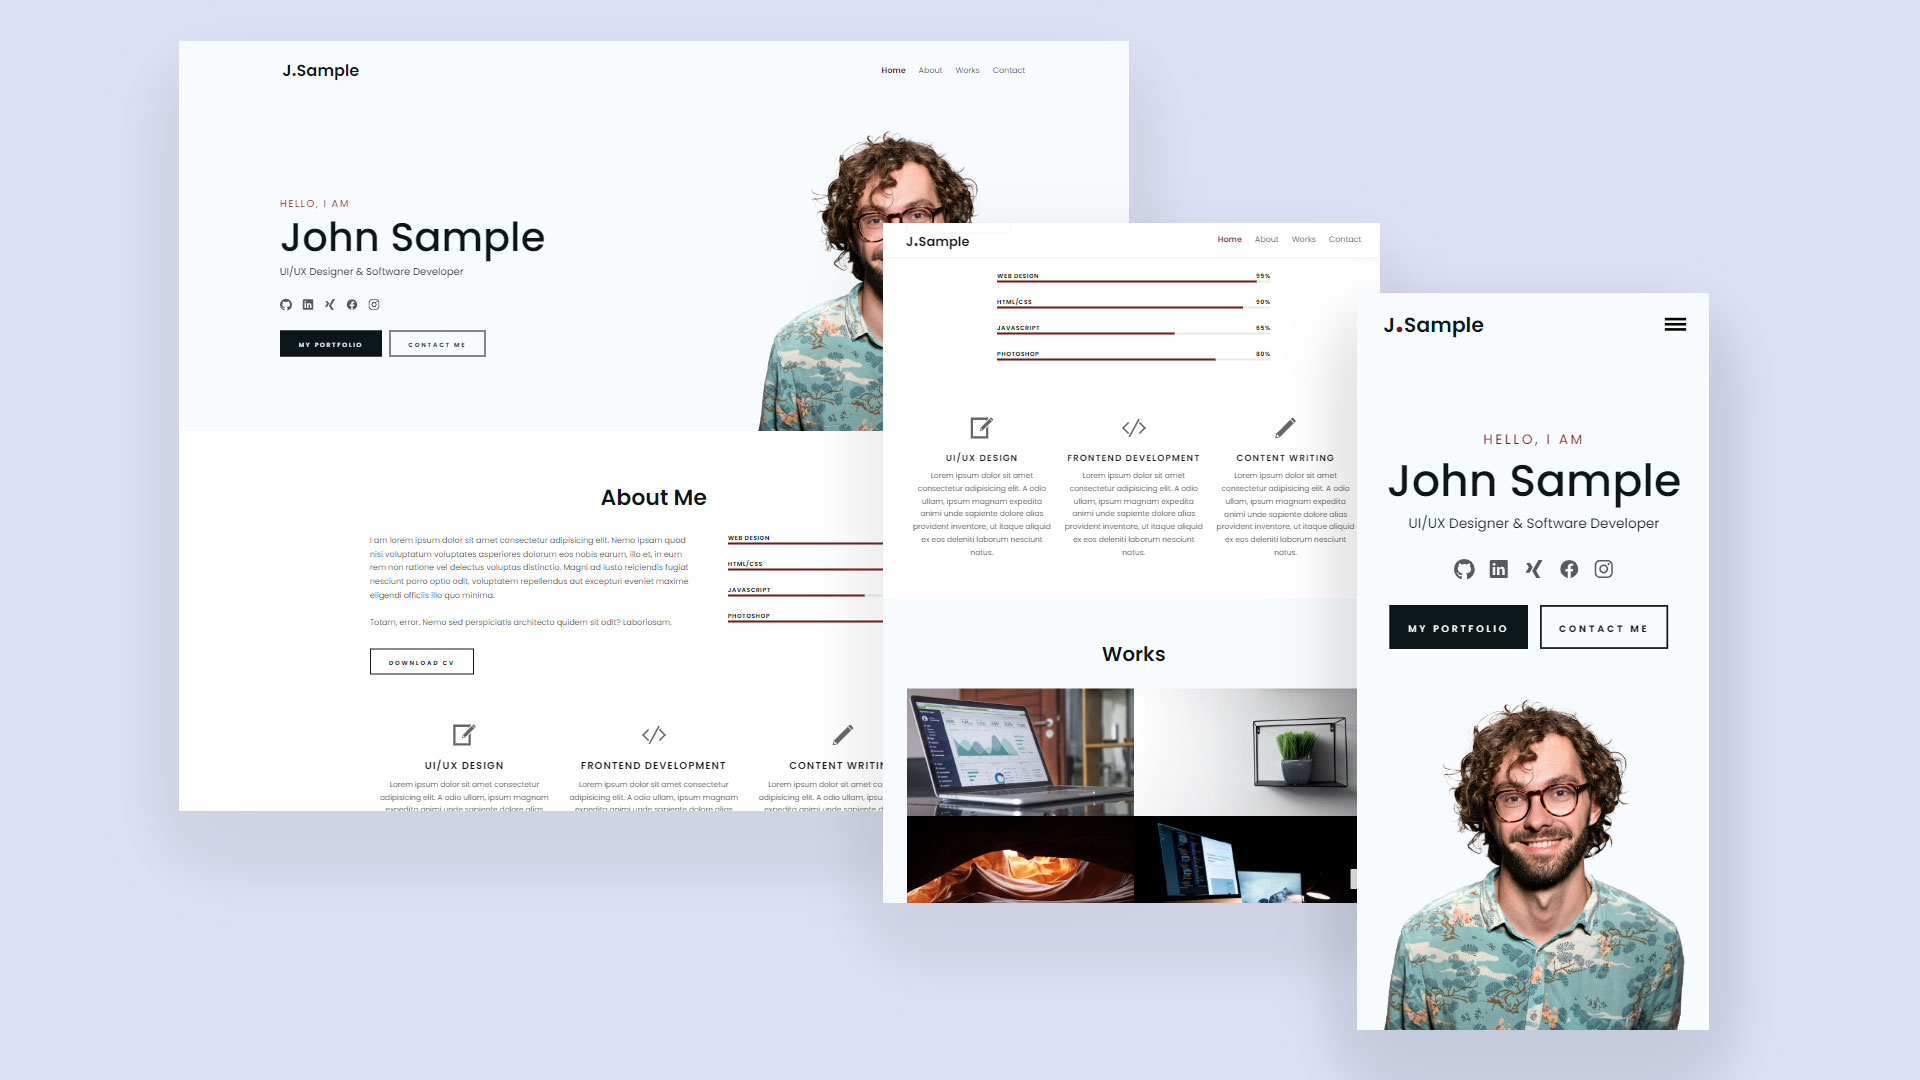 J.Sample
Home About Works Contact
HELLO, I AM
John Sample
UI/UX Designer & Software Developer
MY PORTFOLIO
CONTACT ME
About Me
I am lorem ipsum dolor sit amet consectetur adipisicing elit. Nemo ipsam quod
nisi voluptatum voluptates asperiores dolorum eos nobis earum, illo et, in eum
rem non ratione vel delectus voluptas distinctio. Magni ad iusto reiciendis fugiat
nesciunt porro optio odit, voluptatem repellendus aut excepturi eveniet maxime
eligendi officiis illo quo minima.
Totam, error. Nemo sed perspiciatis architecto quidem sit odit? Laboriosam.
DOWNLOAD CV
WEB DESIGN
HTML/CSS
JAVASCRIPT
PHOTOSHOP
UI/UX DESIGN
Lorem ipsum dolor sit amet consectetur
adipisicing elit. A odio ullam, ipsum magnam
expedita animi unde sapiente dolore alias
FRONTEND DEVELOPMENT
Lorem ipsum dolor sit amet consectetur
adipisicing elit. A odio ullam, ipsum magnam
expedita animi unde sapiente dolore alias
CONTENT WRITIN
Lorem ipsum dolor sit amet co
adipisicing elit. A odio ullam, ipsu
expedita animi unde sapiente do
J.Sample
Home About Works Contact
WEB DESIGN 95%
HTML/CSS 90%
JAVASCRIPT 65%
PHOTOSHOP 80%
UI/UX DESIGN
Lorem ipsum dolor sit amet
consectetur adipisicing elit. A odio
ullam, ipsum magnam expedita
animi unde sapiente dolore alias
provident inventore, ut itaque aliquid
ex eos deleniti laborum nesciunt
natus.
FRONTEND DEVELOPMENT
Lorem ipsum dolor sit amet
consectetur adipisicing elit. A odio
ullam, ipsum magnam expedita
animi unde sapiente dolore alias
provident inventore, ut itaque aliquid
ex eos deleniti laborum nesciunt
natus.
CONTENT WRITING
Lorem ipsum dolor sit amet
consectetur adipisicing elit. A odio
ullam, ipsum magnam expedita
animi unde sapiente dolore alias
provident inventore, ut itaque aliquid
ex eos deleniti laborum nesciunt
natus.
Works
J.Sample
HELLO, I AM
John Sample
UI/UX Designer & Software Developer
MY PORTFOLIO
CONTACT ME